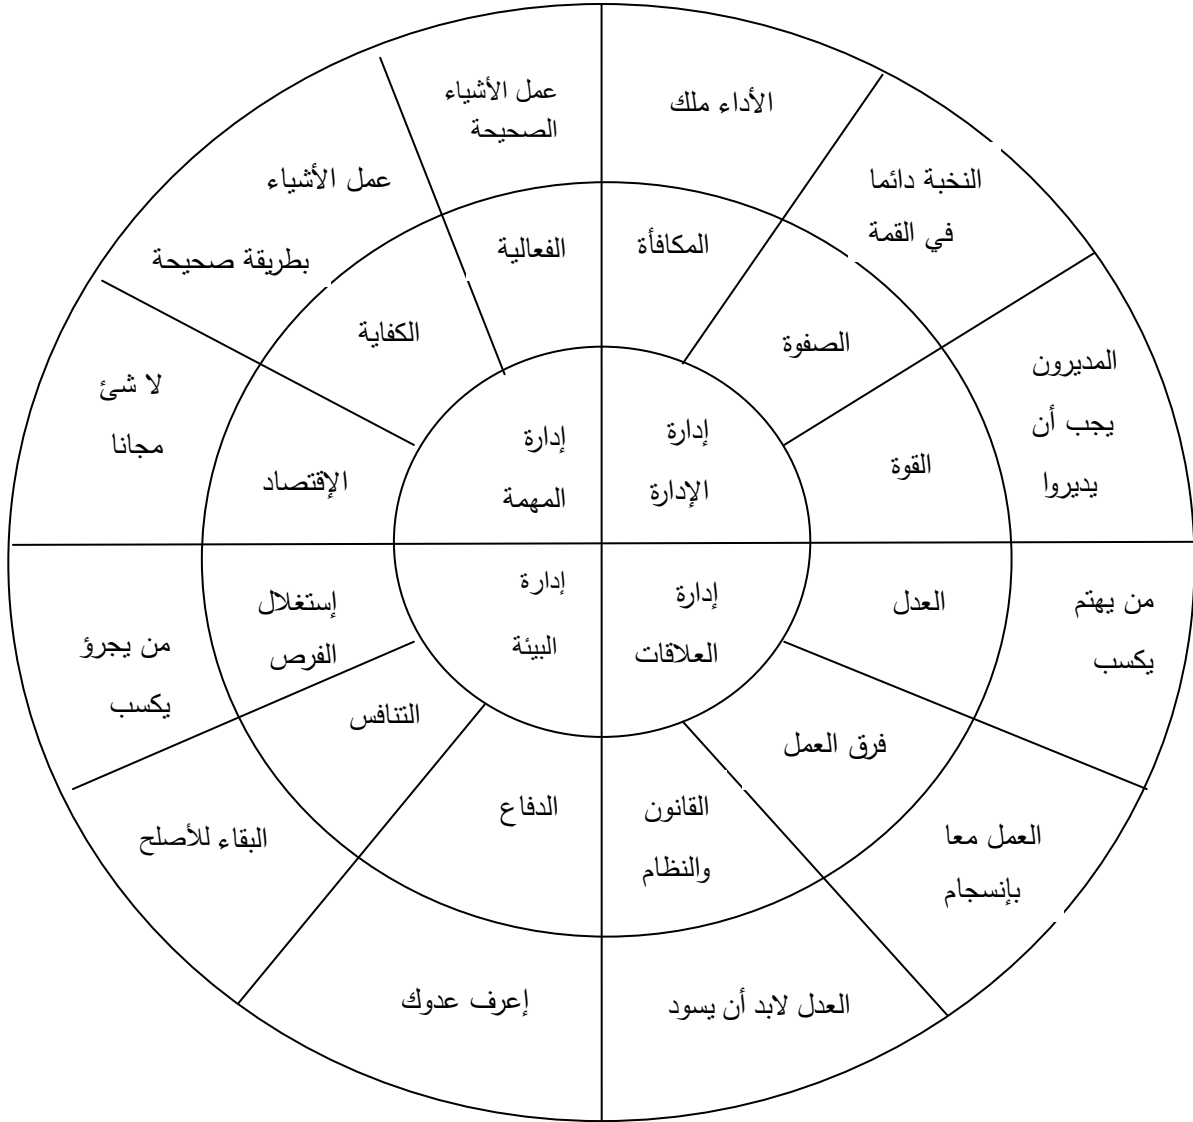 الأداء ملك
النخبة دائما
في القمة
المديرون
يجب أن
يديروا
من يهتم
يكسب
العمل معا
بإنسجام
العدل لابد أن يسود
إعرف عدوك
البقاء للأصلح
من يجرؤ
يكسب
لا شئ
مجانا
عمل الأشياء
بطريقة صحيحة
عمل الأشياء
الصحيحة
المكافأة
الصفوة
القوة
العدل
فرق العمل
القانون
والنظام
الدفاع
التنافس
إستغلال
الفرص
الإقتصاد
الكفاية
الفعالية
إدارة
الإدارة
إدارة
العلاقات
إدارة
البيئة
إدارة
المهمة